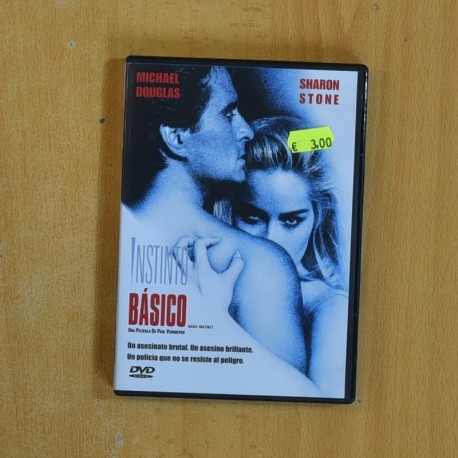 MICHAEL
DOUGLAS
SHARON
STONE
€ 3,00
INSTINTO
BÁSICO
BASIC INSTINCT
UNA PELÍCULA DE PAUL VERHOEVEN
Un asesinato brutal. Un asesino brillante.
Un policía que no se resiste al peligro.
DVD
VIDEO